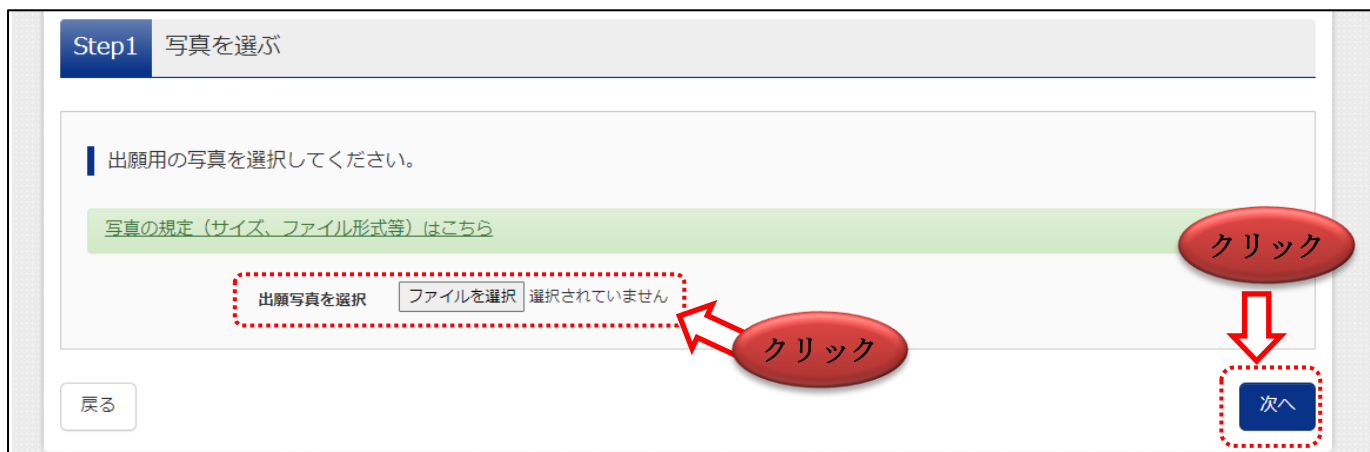 Step1 写真を選ぶ
出願用の写真を選択してください。
写真の規定（サイズ、ファイル形式等）はこちら
クリック
出願写真を選択 ファイルを選択 選択されていません
クリック
戻る
次へ